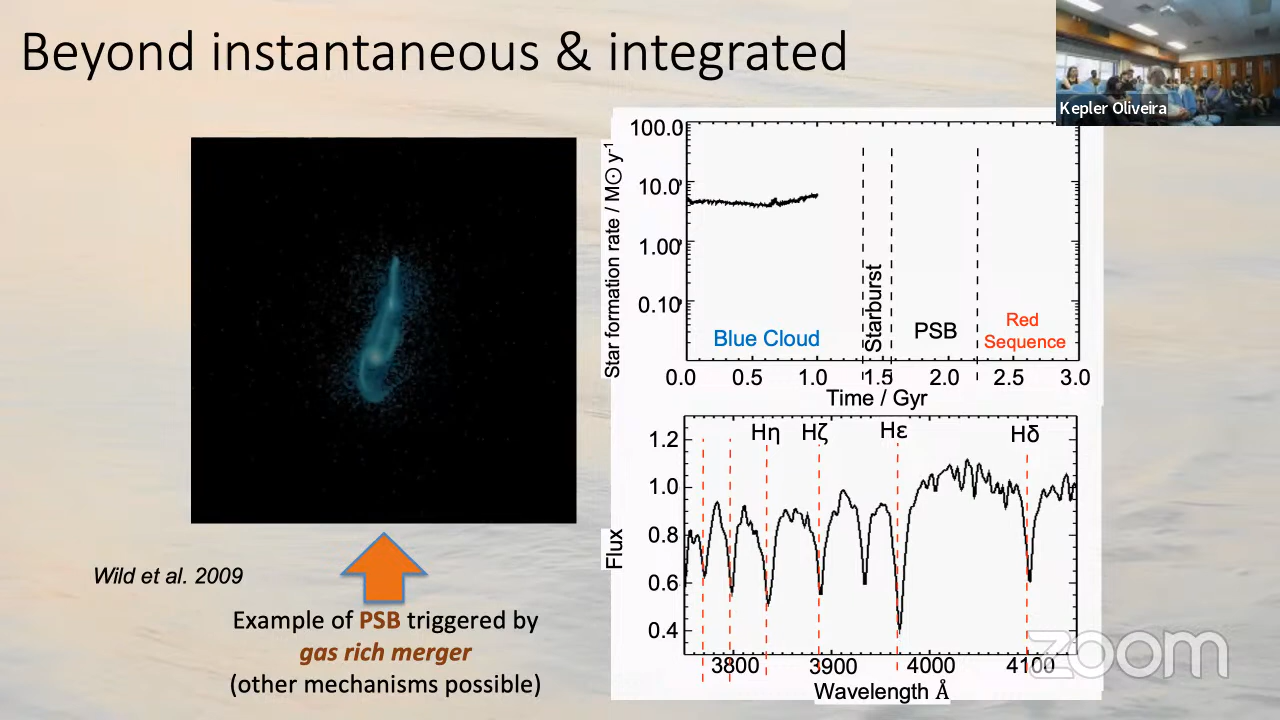 Beyond instantaneous & integrated
Kepler Oliveira
Wild et al. 2009
Example of PSB triggered by
gas rich merger
(other mechanisms possible)
Star formation rate / M⊙ y⁻¹
100.0
10.0
1.00
0.10
Blue Cloud
Starburst
PSB
Red
Sequence
0.0 0.5 1.0 1.5 2.0 2.5 3.0
Time / Gyr
Flux
1.2
1.0
0.8
0.6
0.4
Hη Hζ Hε Hδ
3800 3900 4000 4100
Wavelength Å
zoom